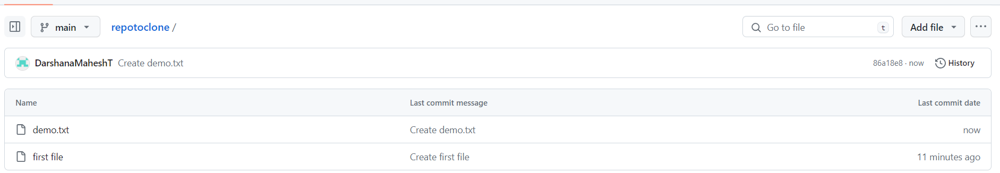 main repotoclone / Go to file t Add file ...
DarshanaMaheshT Create demo.txt 86a18e8 · now History
Name Last commit message Last commit date
demo.txt Create demo.txt now
first file Create first file 11 minutes ago